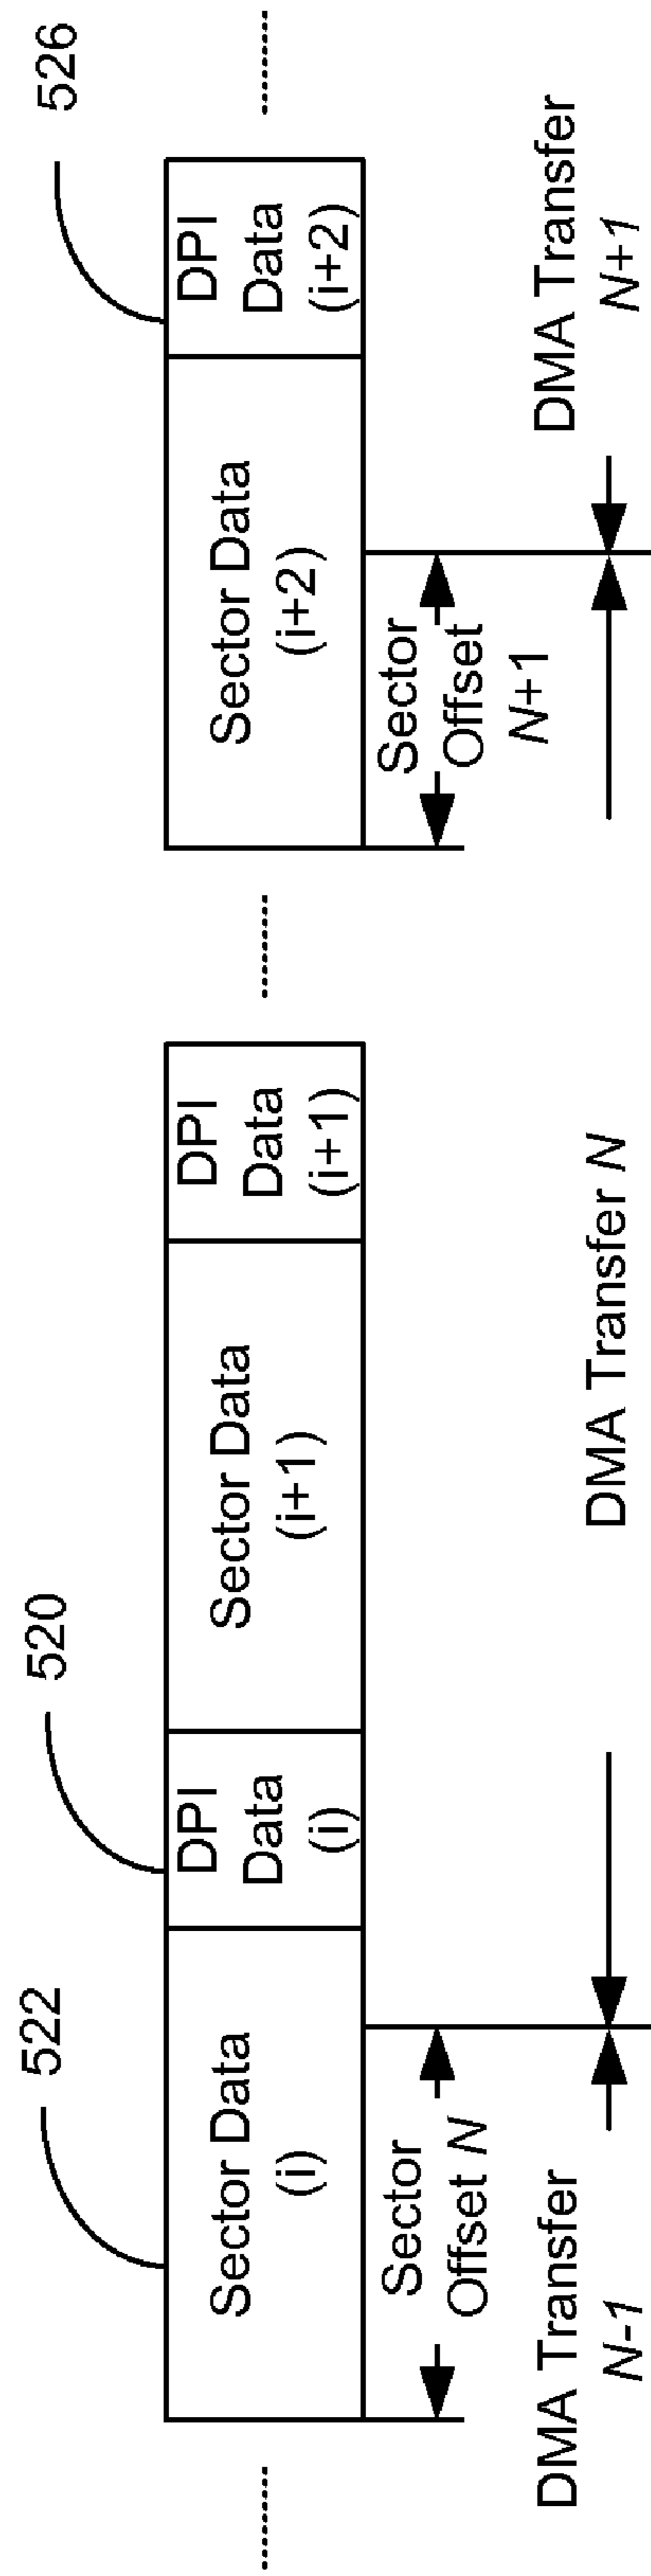 522
520
526
Sector Data
(i)
DPI
Data
(i)
Sector Data
(i+1)
DPI
Data
(i+1)
Sector Data
(i+2)
DPI
Data
(i+2)
Sector
Offset N
Sector
Offset
N+1
DMA Transfer
N-1
DMA Transfer N
DMA Transfer
N+1